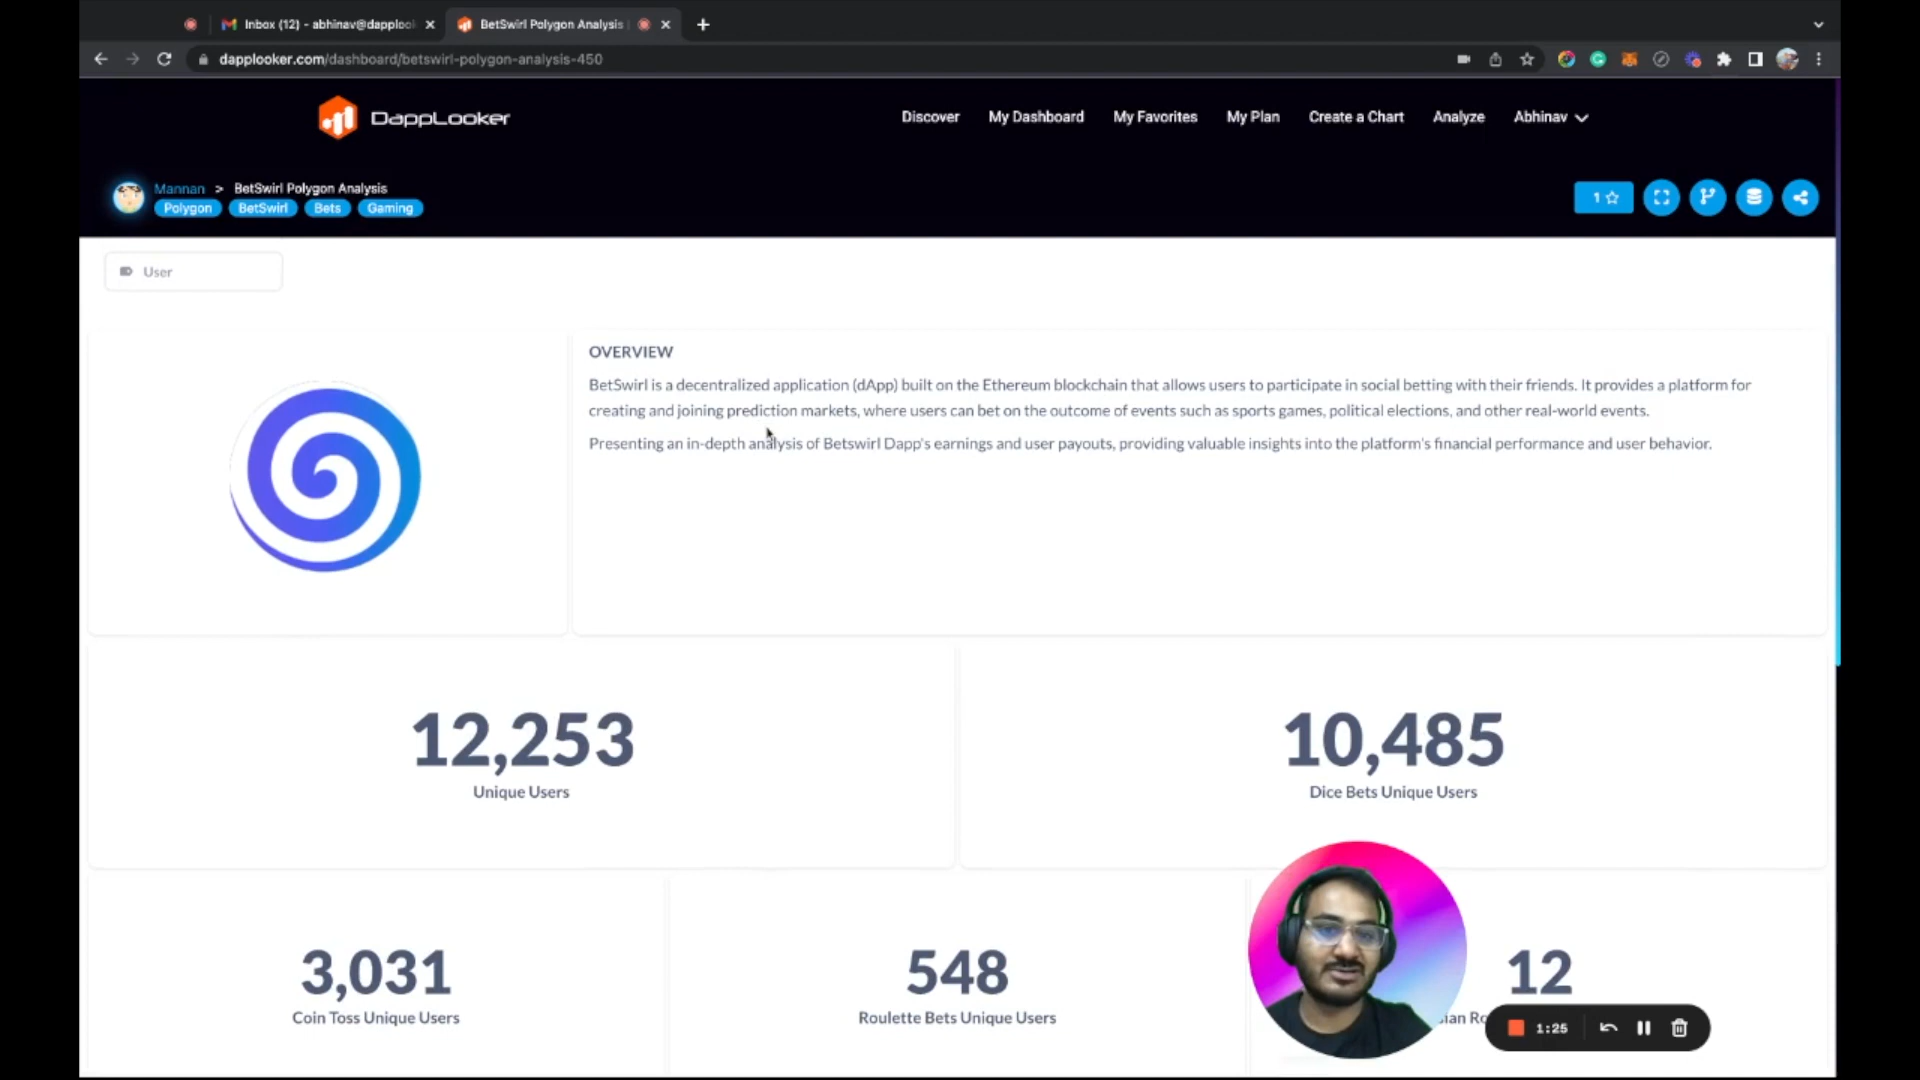 Inbox (12) - abhinav@dapploo
BetSwirl Polygon Analysis
dapplooker.com/dashboard/betswirl-polygon-analysis-450
DappLooker
Discover
My Dashboard
My Favorites
My Plan
Create a Chart
Analyze
Abhinav
Mannan > BetSwirl Polygon Analysis
Polygon
BetSwirl
Bets
Gaming
1
User
OVERVIEW
BetSwirl is a decentralized application (dApp) built on the Ethereum blockchain that allows users to participate in social betting with their friends. It provides a platform for
creating and joining prediction markets, where users can bet on the outcome of events such as sports games, political elections, and other real-world events.
Presenting an in-depth analysis of Betswirl Dapp's earnings and user payouts, providing valuable insights into the platform's financial performance and user behavior.
12,253
Unique Users
10,485
Dice Bets Unique Users
3,031
Coin Toss Unique Users
548
Roulette Bets Unique Users
12
1:25